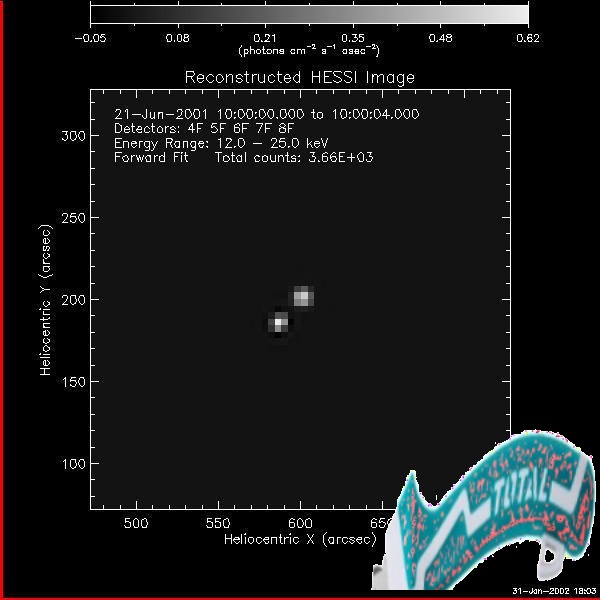 -0.05 0.08 0.21 0.35 0.48 0.62
(photons cm⁻² s⁻¹ asec⁻²)
Reconstructed HESSI Image
21-Jun-2001 10:00:00.000 to 10:00:04.000
Detectors: 4F 5F 6F 7F 8F
Energy Range: 12.0 - 25.0 keV
Forward Fit Total counts: 3.66E+03
300
250
200
150
100
Heliocentric Y (arcsec)
500 550 600
Heliocentric X (arcsec)
TOTAL
31-Jan-2002 18:03